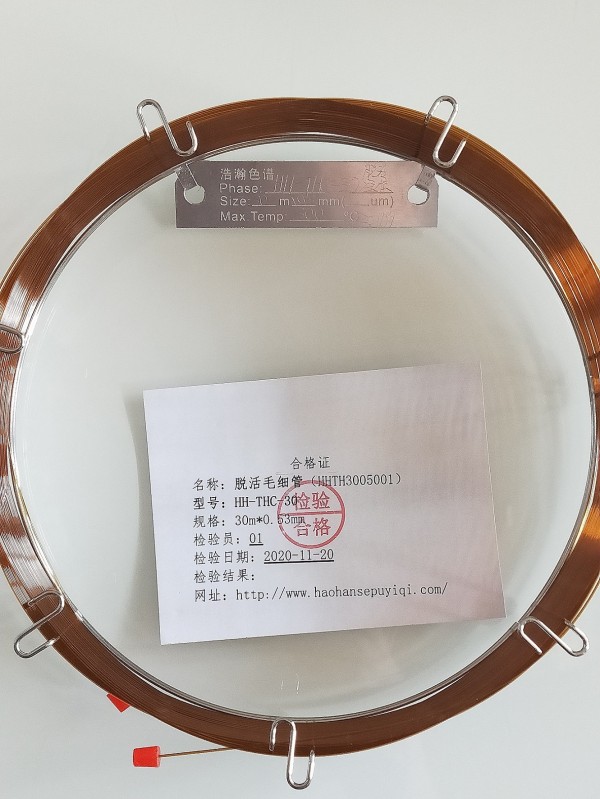 浩瀚色谱
Phase:
Size: m mm( um)
Max Temp °C
合格证
名称：脱活毛细管（HHTH3005001）
型号：HH-THC-30
规格：30m*0.53mm
检验员：01
检验日期：2020-11-20
检验结果：
网址：http://www.haohansepuyiqi.com/
检验
合格